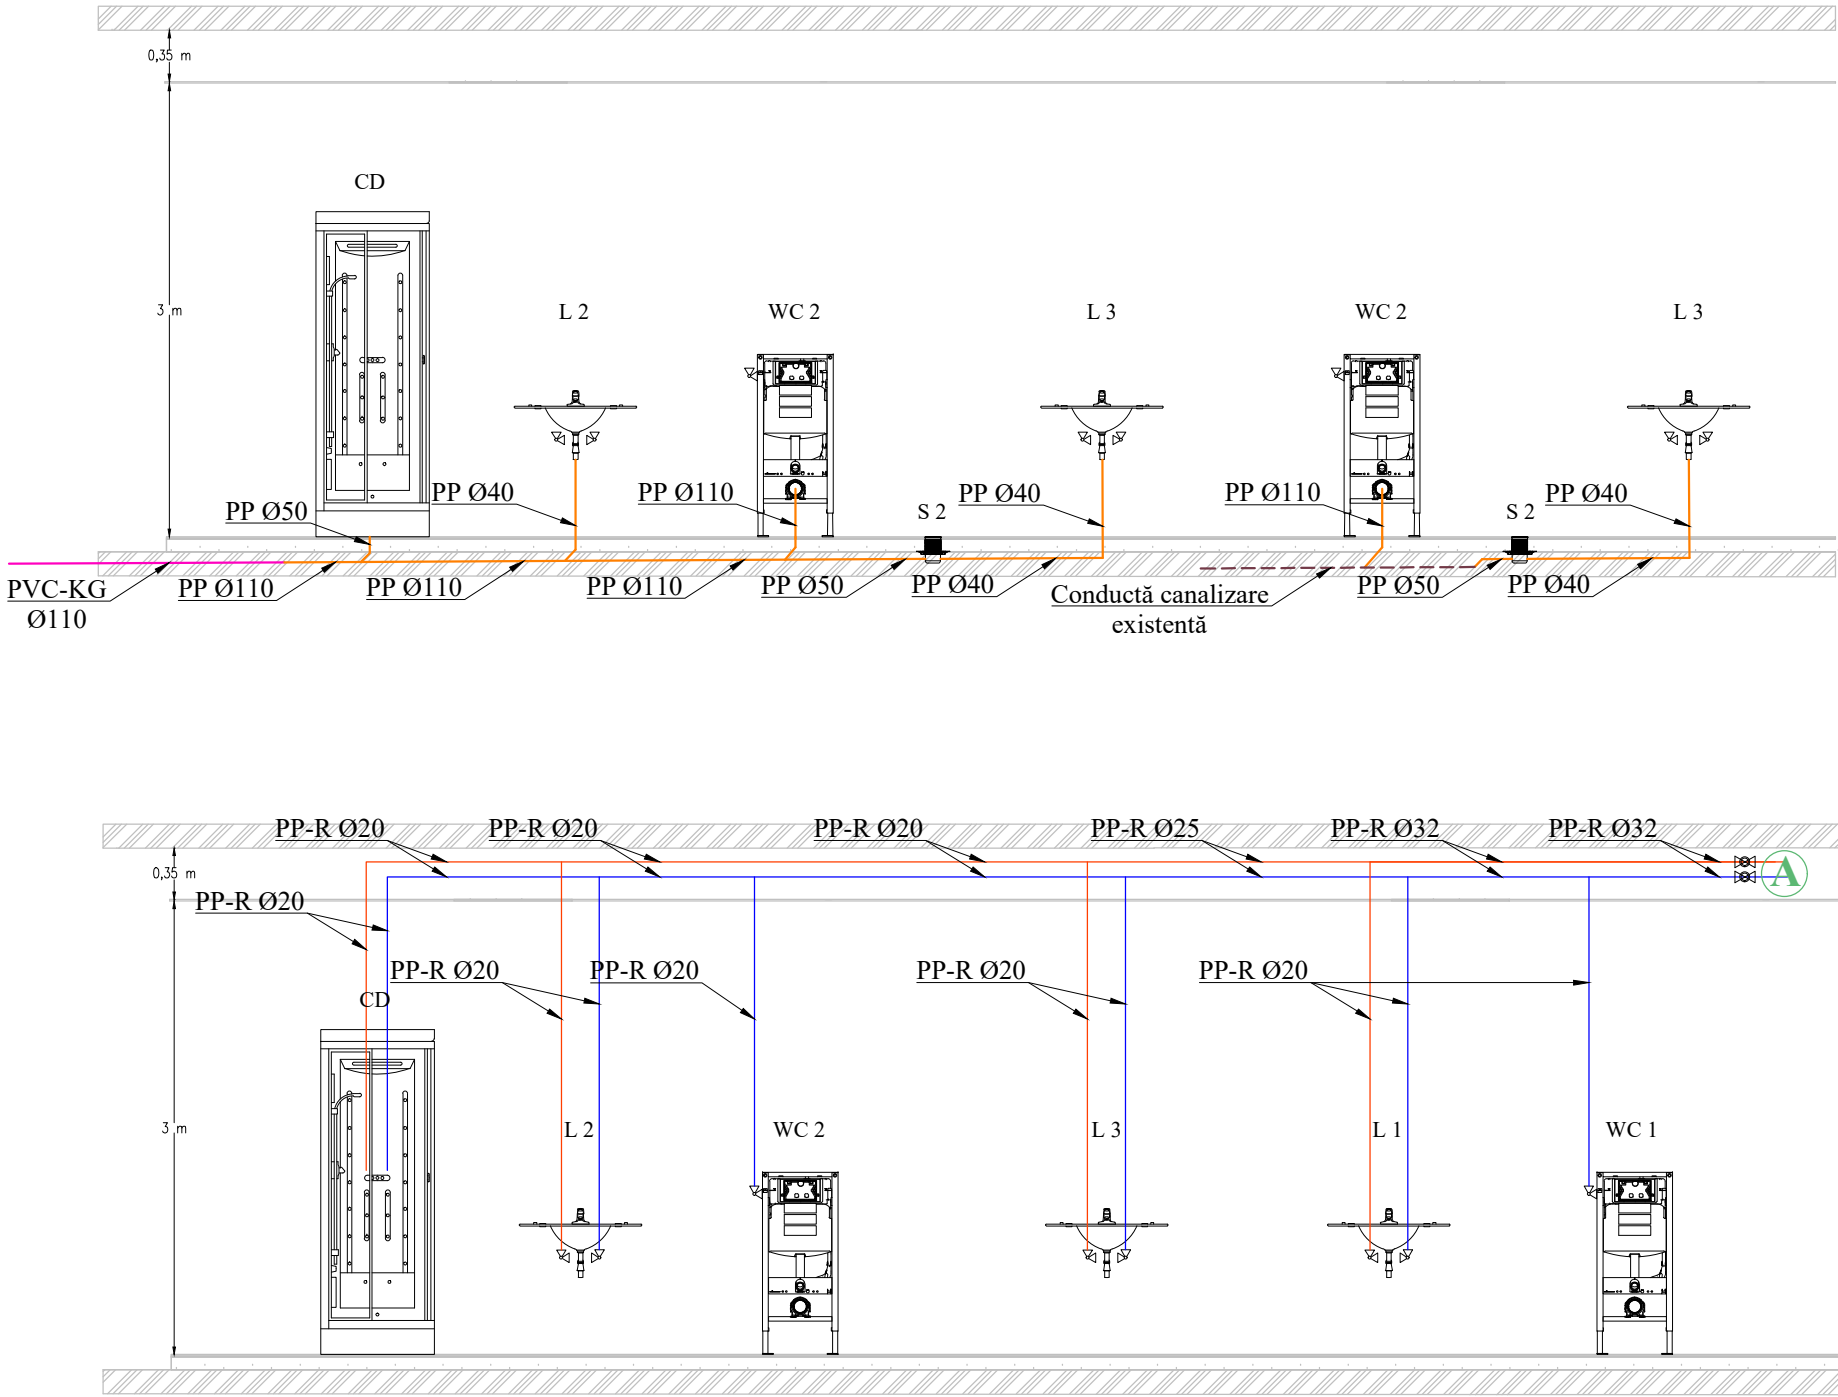 0,35 m
CD
3 m
L 2
WC 2
L 3
WC 2
L 3
PP Ø50
PP Ø40
PP Ø110
S 2
PP Ø40
PP Ø110
S 2
PP Ø40
PVC-KG
Ø110
PP Ø110
PP Ø110
PP Ø110
PP Ø50
PP Ø40
Conductă canalizare
existentă
PP Ø50
PP Ø40
PP-R Ø20
PP-R Ø20
PP-R Ø20
PP-R Ø25
PP-R Ø32
PP-R Ø32
0,35 m
A
PP-R Ø20
PP-R Ø20
PP-R Ø20
PP-R Ø20
PP-R Ø20
CD
3 m
L 2
WC 2
L 3
L 1
WC 1